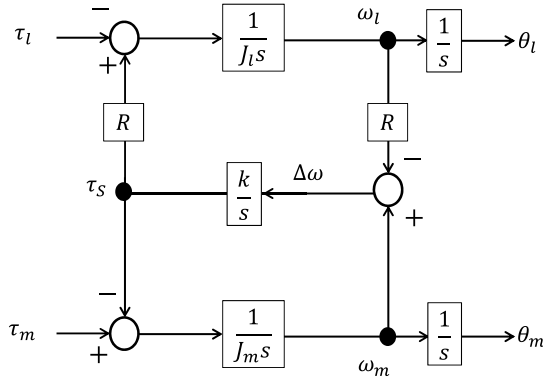 τ_l − + 1/(J_l s) ω_l 1/s θ_l
R R
τ_S k/s Δω − +
τ_m − + 1/(J_m s) ω_m 1/s θ_m